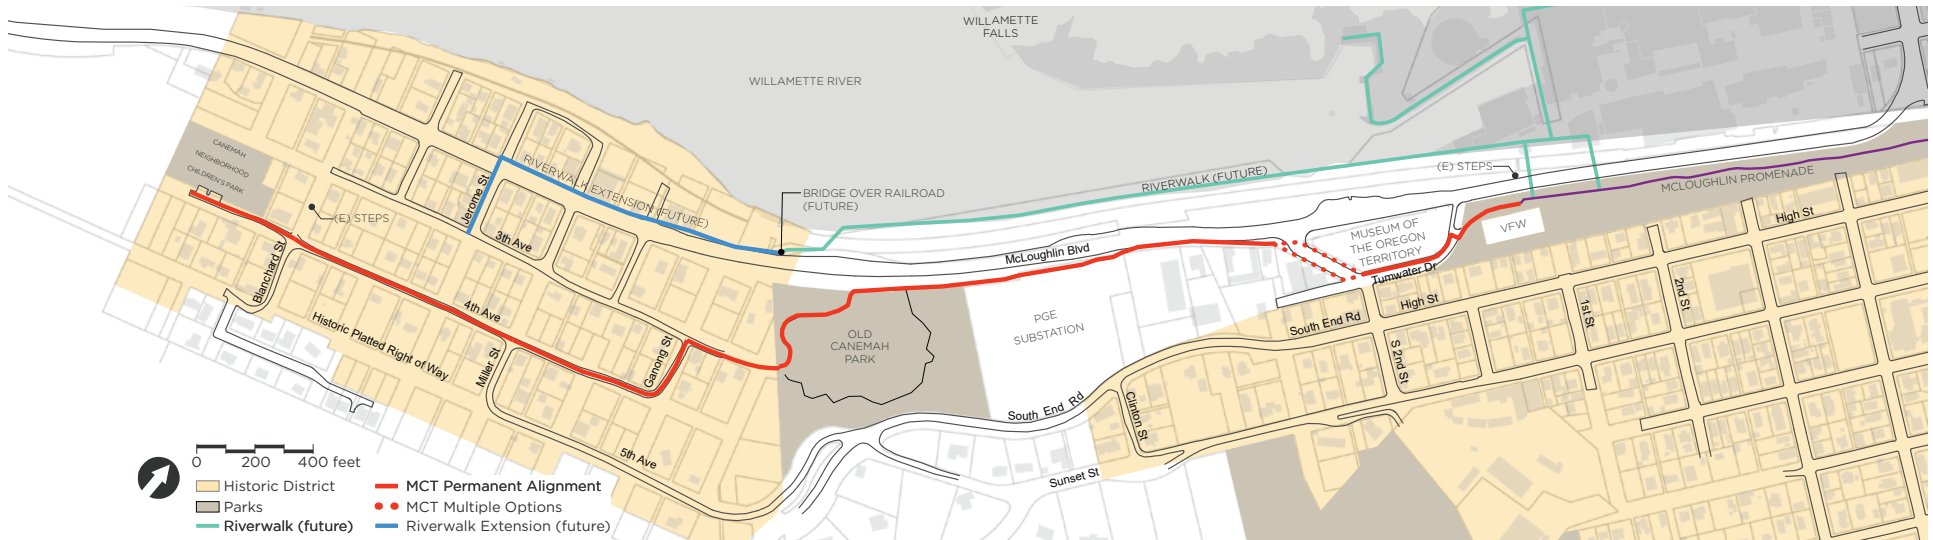 WILLAMETTE
FALLS
WILLAMETTE RIVER
CANEMAH
NEIGHBORHOOD
CHILDREN'S PARK
(E) STEPS
Jerome St
RIVERWALK EXTENSION (FUTURE)
BRIDGE OVER RAILROAD
(FUTURE)
RIVERWALK (FUTURE)
(E) STEPS
MCLOUGHLIN PROMENADE
3th Ave
McLoughlin Blvd
MUSEUM OF
THE OREGON
TERRITORY
VFW
High St
Tumwater Dr
Blanchard St
4th Ave
Historic Platted Right of Way
Miller St
Ganong St
OLD
CANEMAH
PARK
PGE
SUBSTATION
South End Rd
High St
1st St
2nd St
S 2nd St
South End Rd
Clinton St
5th Ave
Sunset St
0 200 400 feet
Historic District
Parks
Riverwalk (future)
MCT Permanent Alignment
MCT Multiple Options
Riverwalk Extension (future)